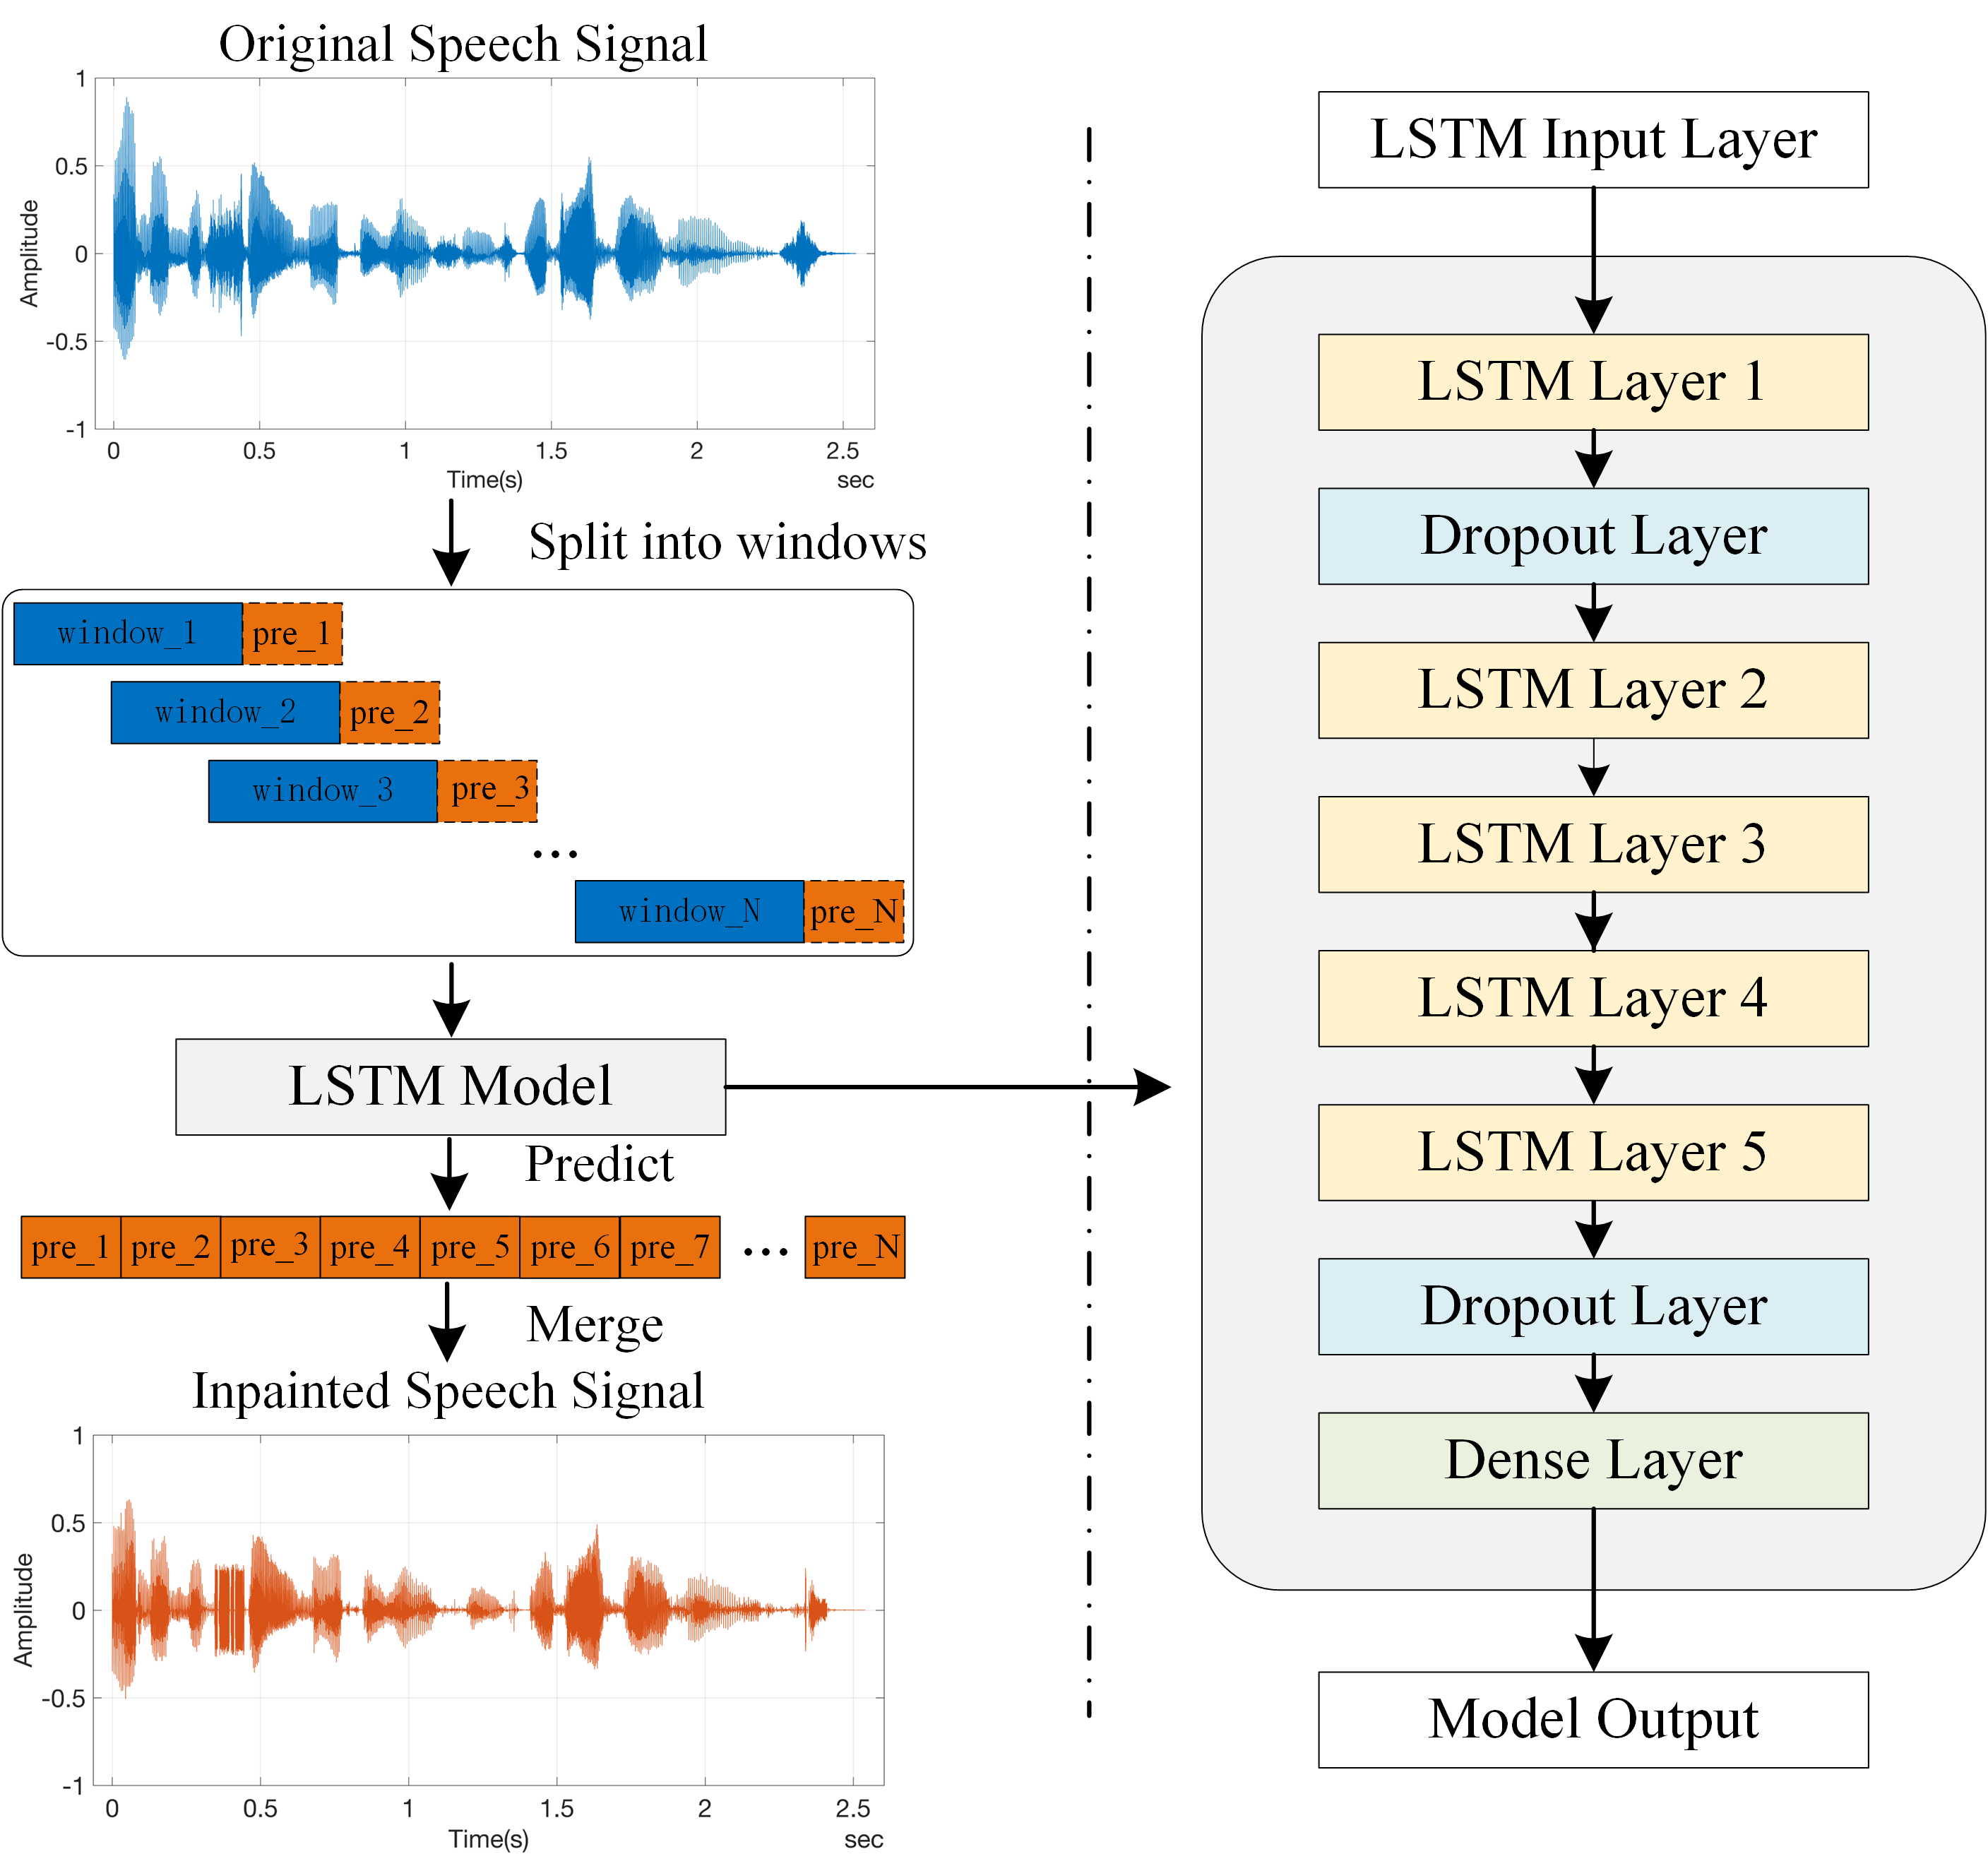 Original Speech Signal
1
0.5
0
-0.5
-1
Amplitude
0 0.5 1 1.5 2 2.5
Time(s)
sec
Split into windows
window_1 pre_1
window_2 pre_2
window_3 pre_3
...
window_N pre_N
LSTM Model
Predict
pre_1 pre_2 pre_3 pre_4 pre_5 pre_6 pre_7 ... pre_N
Merge
Inpainted Speech Signal
1
0.5
0
-0.5
-1
Amplitude
0 0.5 1 1.5 2 2.5
Time(s)
sec
LSTM Input Layer
LSTM Layer 1
Dropout Layer
LSTM Layer 2
LSTM Layer 3
LSTM Layer 4
LSTM Layer 5
Dropout Layer
Dense Layer
Model Output